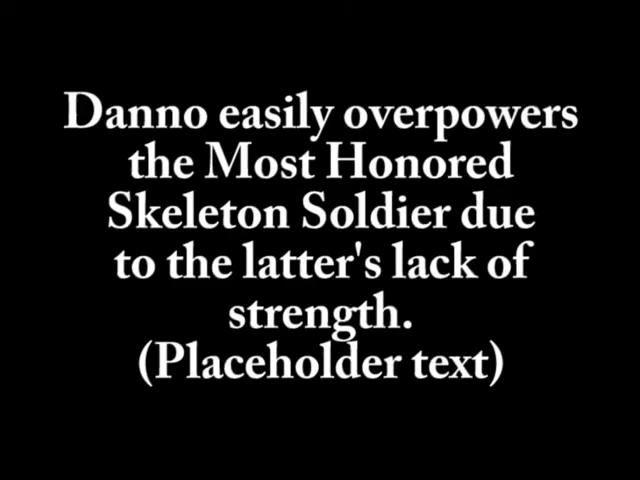 Danno easily overpowers
the Most Honored
Skeleton Soldier due
to the latter's lack of
strength.
(Placeholder text)